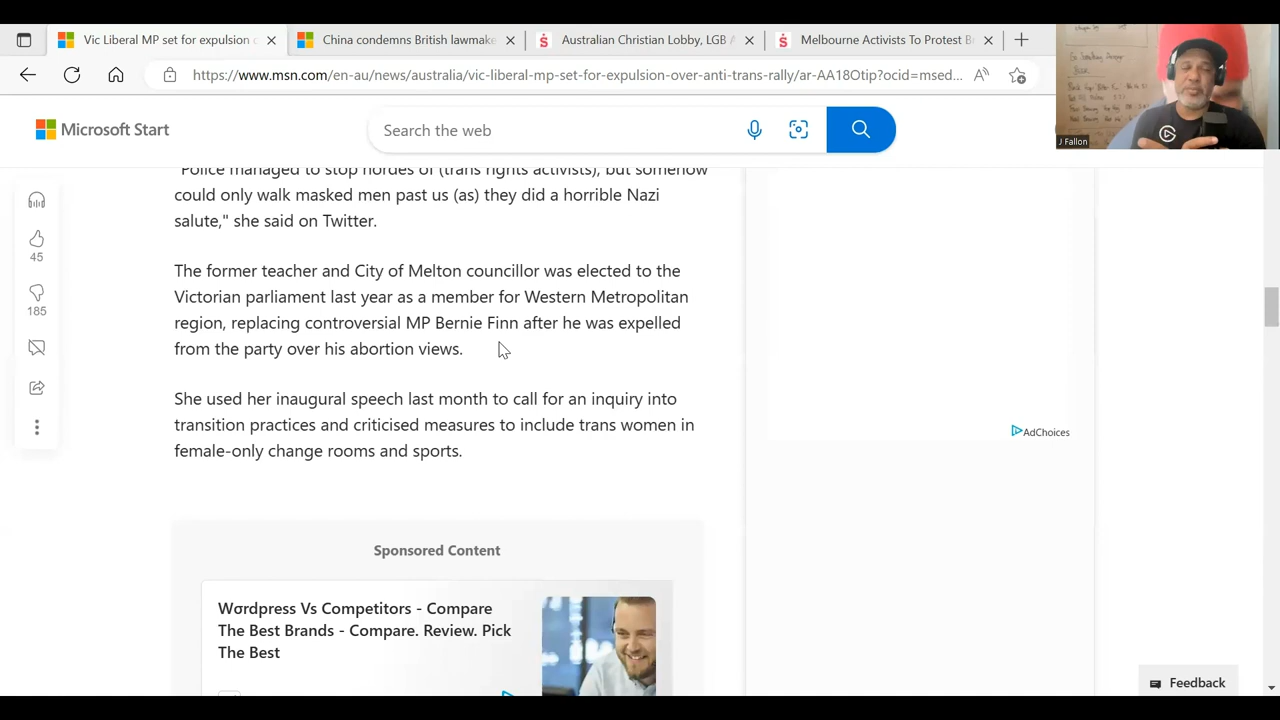 Vic Liberal MP set for expulsion c
China condemns British lawmake
Australian Christian Lobby, LGB A
Melbourne Activists To Protest Br
https://www.msn.com/en-au/news/australia/vic-liberal-mp-set-for-expulsion-over-anti-trans-rally/ar-AA18Otip?ocid=msed...
Microsoft Start
Search the web
J Fallon
"Police managed to stop hordes of (trans rights activists), but somehow
could only walk masked men past us (as) they did a horrible Nazi
salute," she said on Twitter.
45
185
The former teacher and City of Melton councillor was elected to the
Victorian parliament last year as a member for Western Metropolitan
region, replacing controversial MP Bernie Finn after he was expelled
from the party over his abortion views.
She used her inaugural speech last month to call for an inquiry into
transition practices and criticised measures to include trans women in
female-only change rooms and sports.
AdChoices
Sponsored Content
Wordpress Vs Competitors - Compare
The Best Brands - Compare. Review. Pick
The Best
Feedback